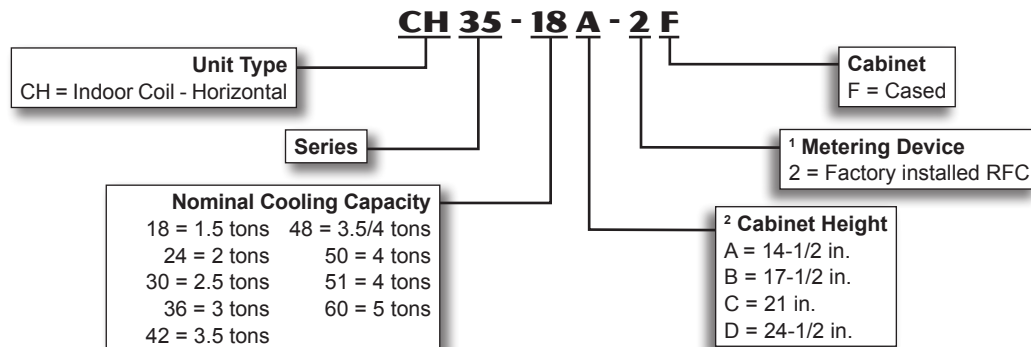 CH 35 - 18 A - 2 F
Unit Type
CH = Indoor Coil - Horizontal
Series
Nominal Cooling Capacity
18 = 1.5 tons 48 = 3.5/4 tons
24 = 2 tons 50 = 4 tons
30 = 2.5 tons 51 = 4 tons
36 = 3 tons 60 = 5 tons
42 = 3.5 tons
Cabinet
F = Cased
¹ Metering Device
2 = Factory installed RFC
² Cabinet Height
A = 14-1/2 in.
B = 17-1/2 in.
C = 21 in.
D = 24-1/2 in.